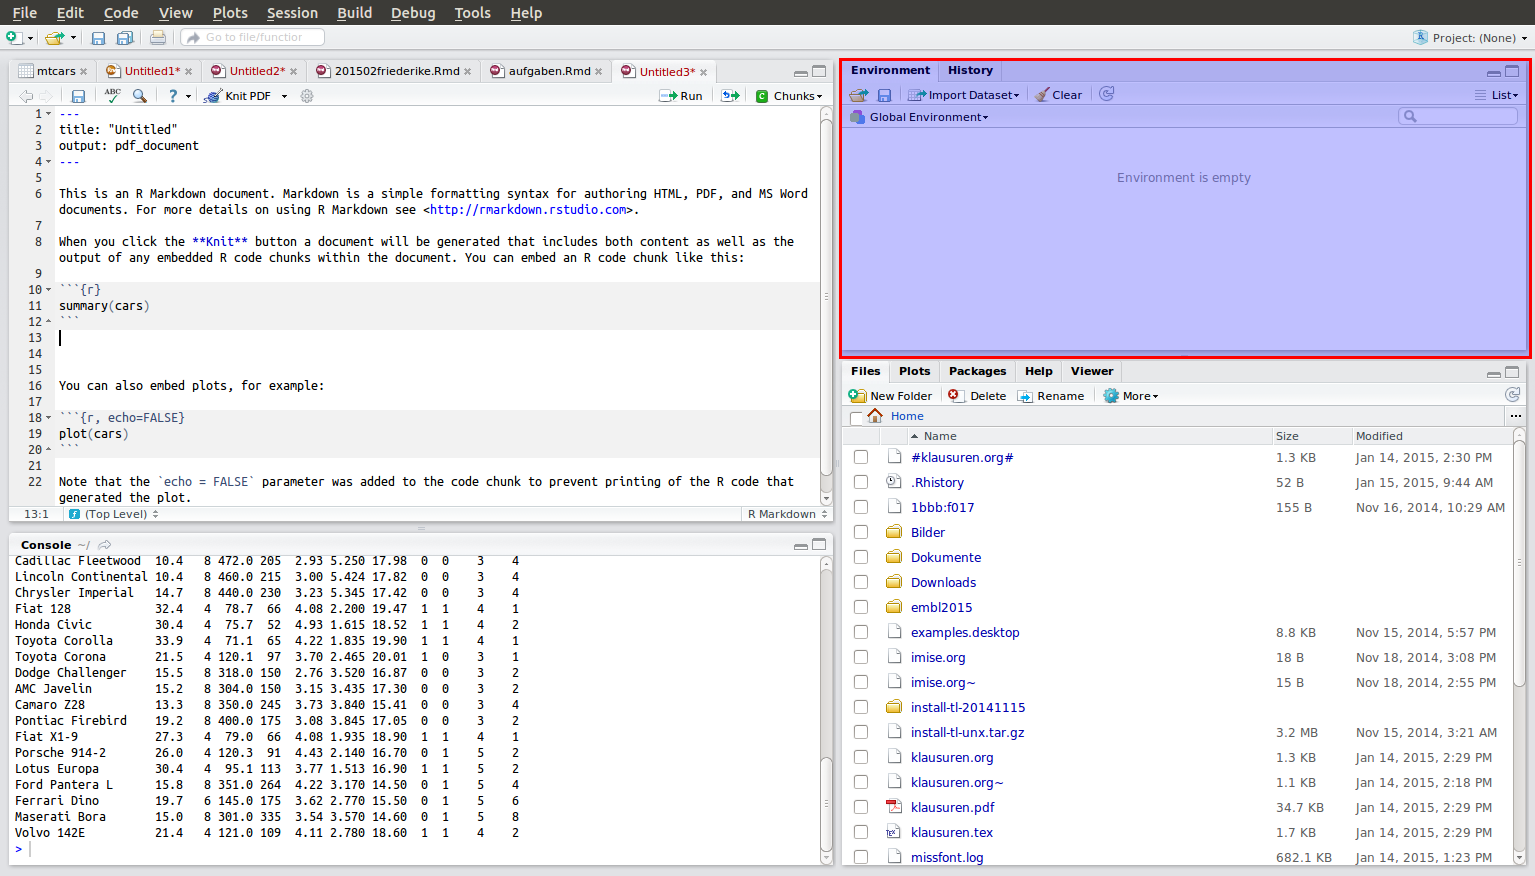 File Edit Code View Plots Session Build Debug Tools Help
Go to file/function
Project: (None)
mtcars Untitled1* Untitled2* 201502friederike.Rmd aufgaben.Rmd Untitled3*
ABC ? Knit PDF Run Chunks
1 ---
2 title: "Untitled"
3 output: pdf_document
4 ---
5
6 This is an R Markdown document. Markdown is a simple formatting syntax for authoring HTML, PDF, and MS Word
documents. For more details on using R Markdown see <http://rmarkdown.rstudio.com>.
7
8 When you click the **Knit** button a document will be generated that includes both content as well as the
output of any embedded R code chunks within the document. You can embed an R code chunk like this:
9
10 ```{r}
11 summary(cars)
12 ```
13
14
15
16 You can also embed plots, for example:
17
18 ```{r, echo=FALSE}
19 plot(cars)
20 ```
21
22 Note that the `echo = FALSE` parameter was added to the code chunk to prevent printing of the R code that
generated the plot.
13:1 (Top Level) R Markdown
Console ~/
Cadillac Fleetwood 10.4 8 472.0 205 2.93 5.250 17.98 0 0 3 4
Lincoln Continental 10.4 8 460.0 215 3.00 5.424 17.82 0 0 3 4
Chrysler Imperial 14.7 8 440.0 230 3.23 5.345 17.42 0 0 3 4
Fiat 128 32.4 4 78.7 66 4.08 2.200 19.47 1 1 4 1
Honda Civic 30.4 4 75.7 52 4.93 1.615 18.52 1 1 4 2
Toyota Corolla 33.9 4 71.1 65 4.22 1.835 19.90 1 1 4 1
Toyota Corona 21.5 4 120.1 97 3.70 2.465 20.01 1 0 3 1
Dodge Challenger 15.5 8 318.0 150 2.76 3.520 16.87 0 0 3 2
AMC Javelin 15.2 8 304.0 150 3.15 3.435 17.30 0 0 3 2
Camaro Z28 13.3 8 350.0 245 3.73 3.840 15.41 0 0 3 4
Pontiac Firebird 19.2 8 400.0 175 3.08 3.845 17.05 0 0 3 2
Fiat X1-9 27.3 4 79.0 66 4.08 1.935 18.90 1 1 4 1
Porsche 914-2 26.0 4 120.3 91 4.43 2.140 16.70 0 1 5 2
Lotus Europa 30.4 4 95.1 113 3.77 1.513 16.90 1 1 5 2
Ford Pantera L 15.8 8 351.0 264 4.22 3.170 14.50 0 1 5 4
Ferrari Dino 19.7 6 145.0 175 3.62 2.770 15.50 0 1 5 6
Maserati Bora 15.0 8 301.0 335 3.54 3.570 14.60 0 1 5 8
Volvo 142E 21.4 4 121.0 109 4.11 2.780 18.60 1 1 4 2
>
Environment History
Import Dataset Clear List
Global Environment
Environment is empty
Files Plots Packages Help Viewer
New Folder Delete Rename More
Home ...
Name Size Modified
#klausuren.org# 1.3 KB Jan 14, 2015, 2:30 PM
.Rhistory 52 B Jan 15, 2015, 9:44 AM
1bbb:f017 155 B Nov 16, 2014, 10:29 AM
Bilder
Dokumente
Downloads
embl2015
examples.desktop 8.8 KB Nov 15, 2014, 5:57 PM
imise.org 18 B Nov 18, 2014, 3:08 PM
imise.org~ 15 B Nov 18, 2014, 2:55 PM
install-tl-20141115
install-tl-unx.tar.gz 3.2 MB Nov 15, 2014, 3:21 AM
klausuren.org 1.3 KB Jan 14, 2015, 2:29 PM
klausuren.org~ 1.1 KB Jan 14, 2015, 2:18 PM
klausuren.pdf 34.7 KB Jan 14, 2015, 2:29 PM
klausuren.tex 1.7 KB Jan 14, 2015, 2:29 PM
missfont.log 682.1 KB Jan 14, 2015, 1:23 PM